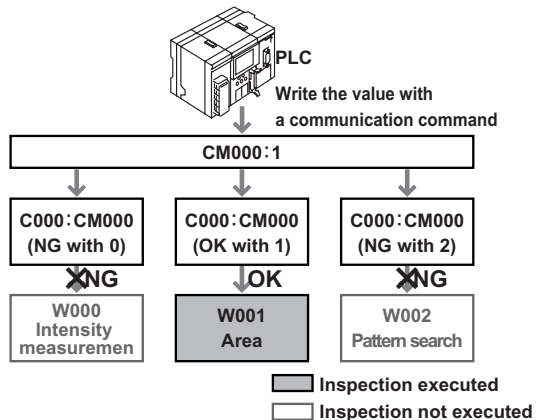 PLC
Write the value with
a communication command
CM000:1
C000:CM000
(NG with 0)
C000:CM000
(OK with 1)
C000:CM000
(NG with 2)
NG
OK
NG
W000
Intensity
measuremen
W001
Area
W002
Pattern search
Inspection executed
Inspection not executed